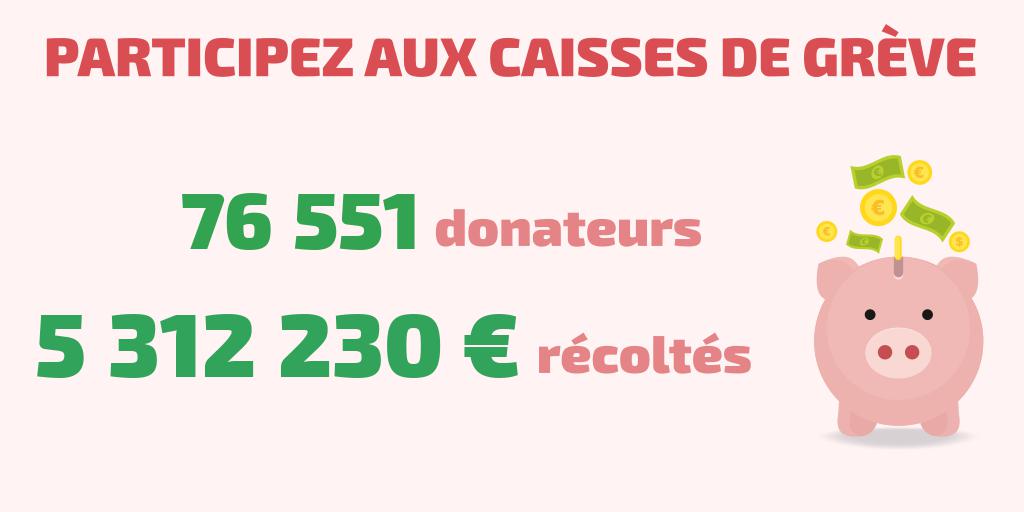 PARTICIPEZ AUX CAISSES DE GRÈVE
76 551 donateurs
5 312 230 € récoltés